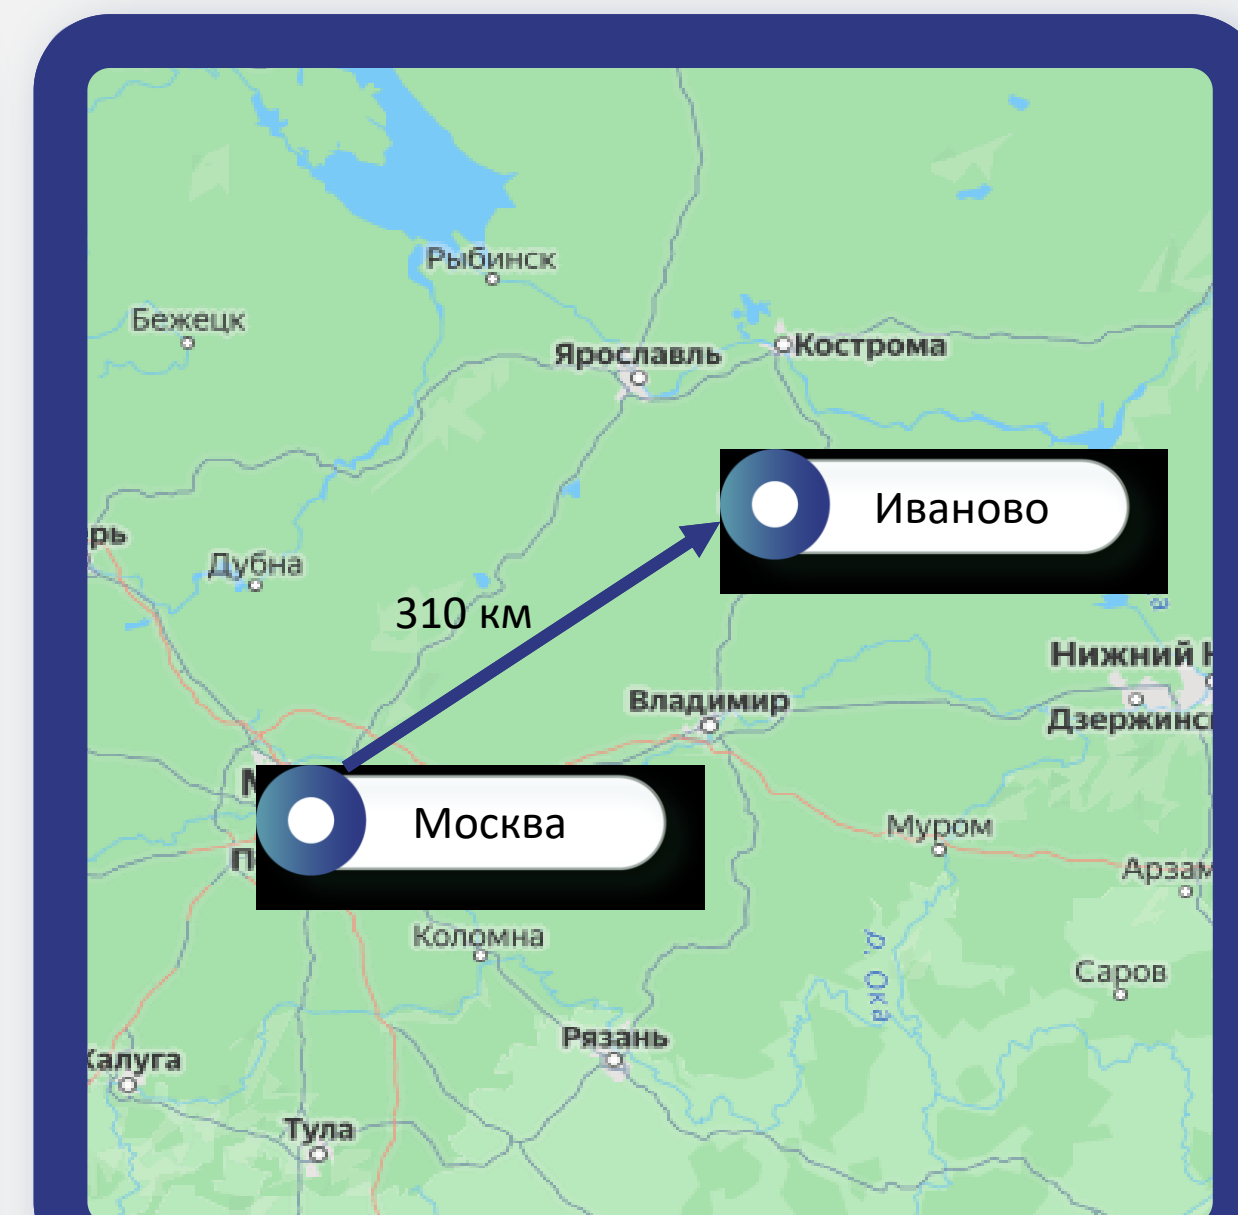 Рыбинск
Бежецк
Ярославль
Кострома
Иваново
рь
Дубна
310 км
Нижний
Владимир
Дзержинс
Москва
Муром
Арзам
Коломна
р. Ока
Саров
Рязань
Калуга
Тула